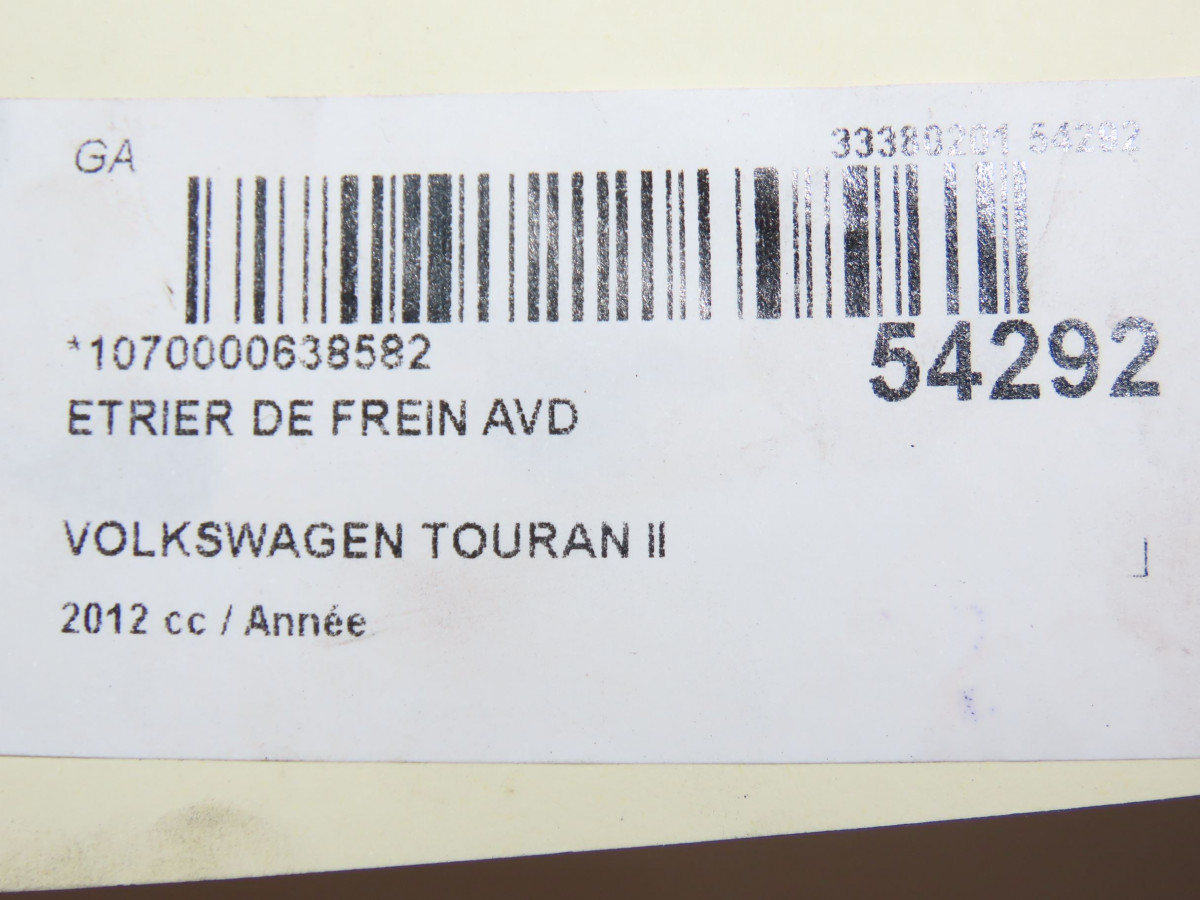 GA
33380201 54292
*1070000638582
54292
ETRIER DE FREIN AVD
VOLKSWAGEN TOURAN II
2012 cc / Année